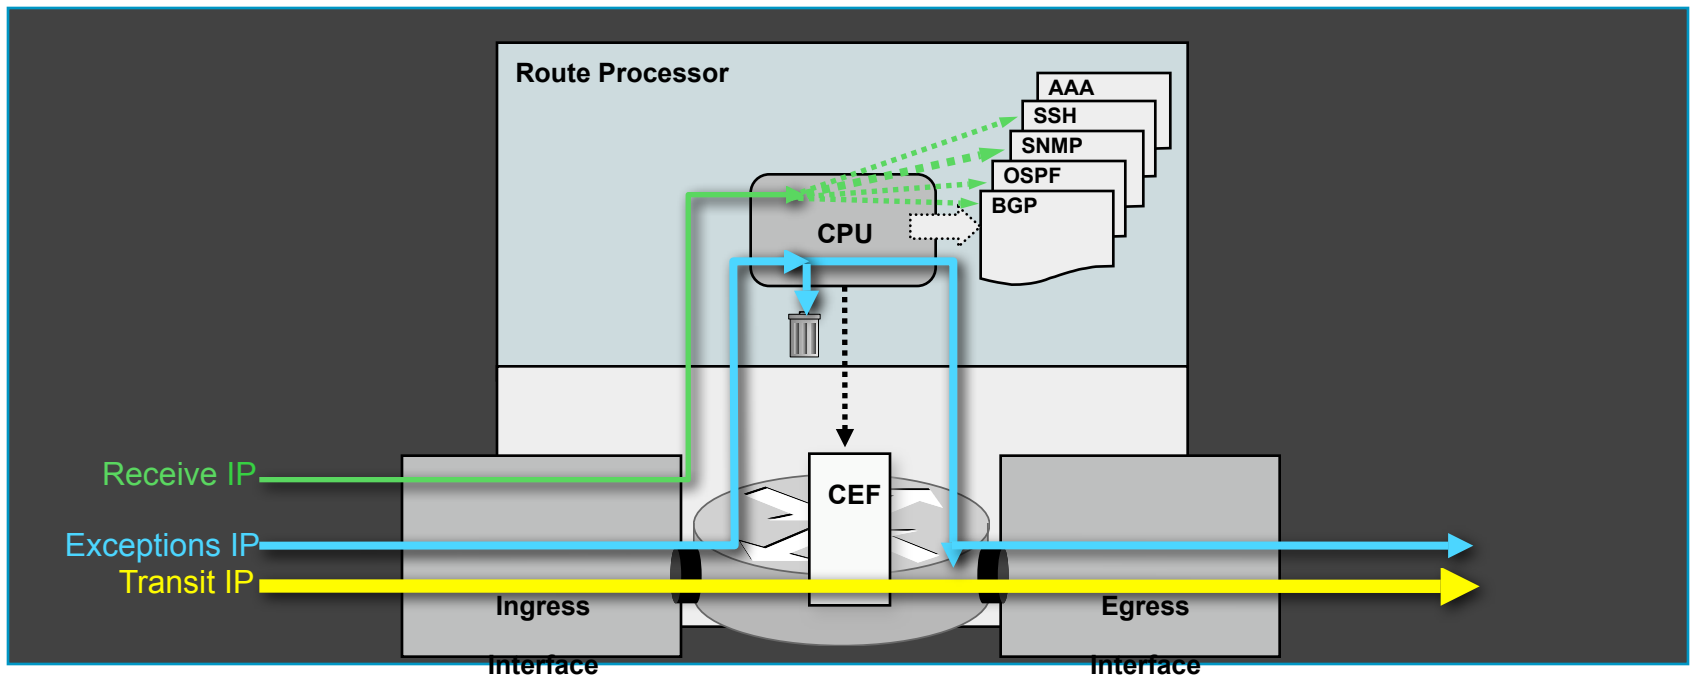 Route Processor
AAA
SSH
SNMP
OSPF
BGP
CPU
CEF
Receive IP
Exceptions IP
Transit IP
Ingress
Interface
Egress
Interface